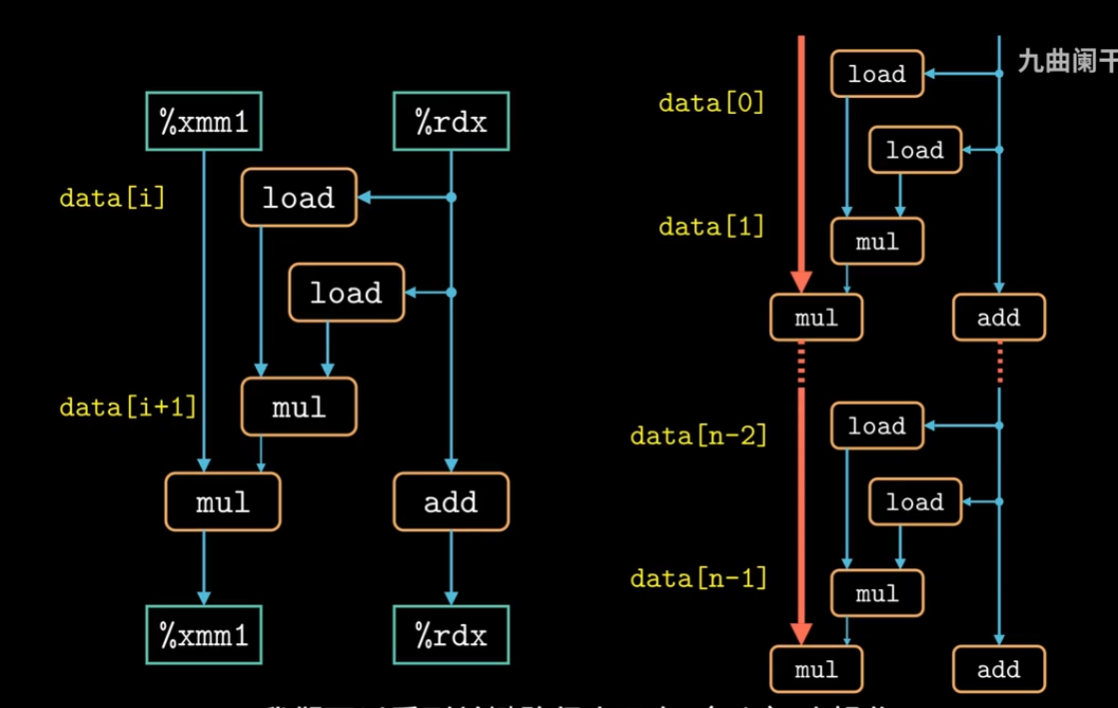 %xmm1
%rdx
data[i]
load
load
data[i+1]
mul
mul
add
%xmm1
%rdx
九曲阑干
load
data[0]
load
data[1]
mul
mul
add
load
data[n-2]
load
data[n-1]
mul
mul
add